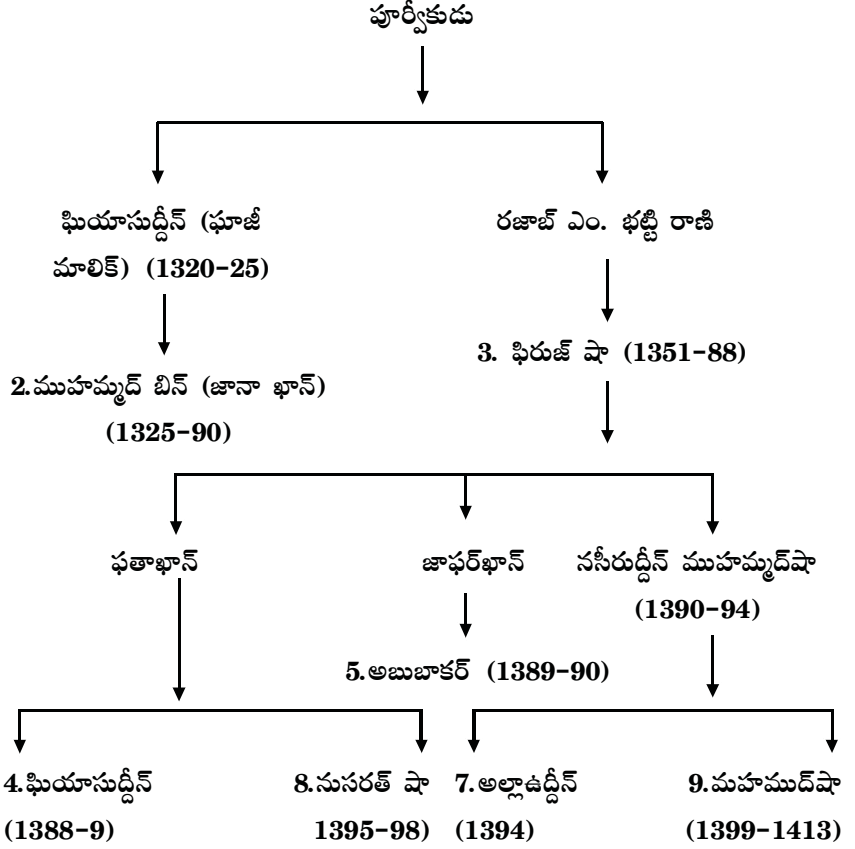 పూర్వీకుడు
ఘియాసుద్దీన్ (ఘాజీ
మాలిక్) (1320-25)
రజాబ్ ఎం. భట్టి రాణి
2.ముహమ్మద్ బిన్ (జానా ఖాన్)
(1325-90)
3. ఫిరుజ్ షా (1351-88)
ఫతాఖాన్
జాఫర్‌ఖాన్
నసీరుద్దీన్ ముహమ్మద్‌షా
(1390-94)
5.అబుబాకర్ (1389-90)
4.ఘియాసుద్దీన్
(1388-9)
8.నుసరత్ షా
1395-98)
7.అల్లాఉద్దీన్
(1394)
9.మహముద్‌షా
(1399-1413)